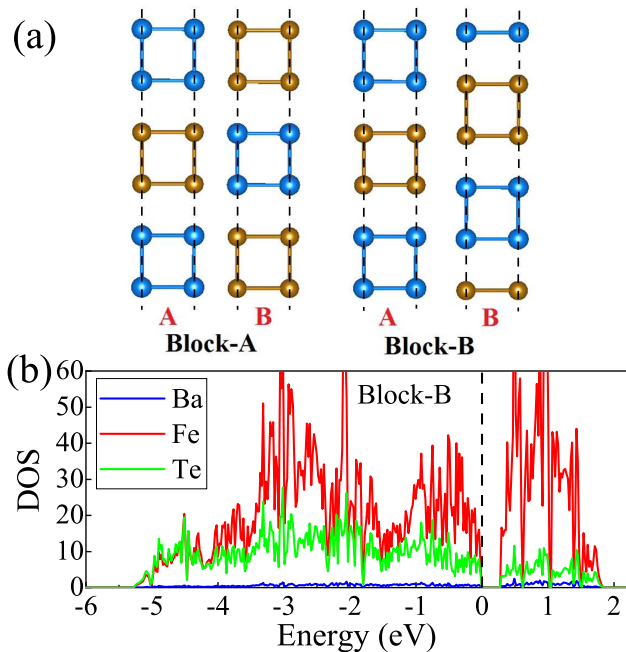 (a)
A B A B
Block-A Block-B
(b)
60
50
40
30
20
10
0
DOS
Ba
Fe
Te
Block-B
-6 -5 -4 -3 -2 -1 0 1 2
Energy (eV)